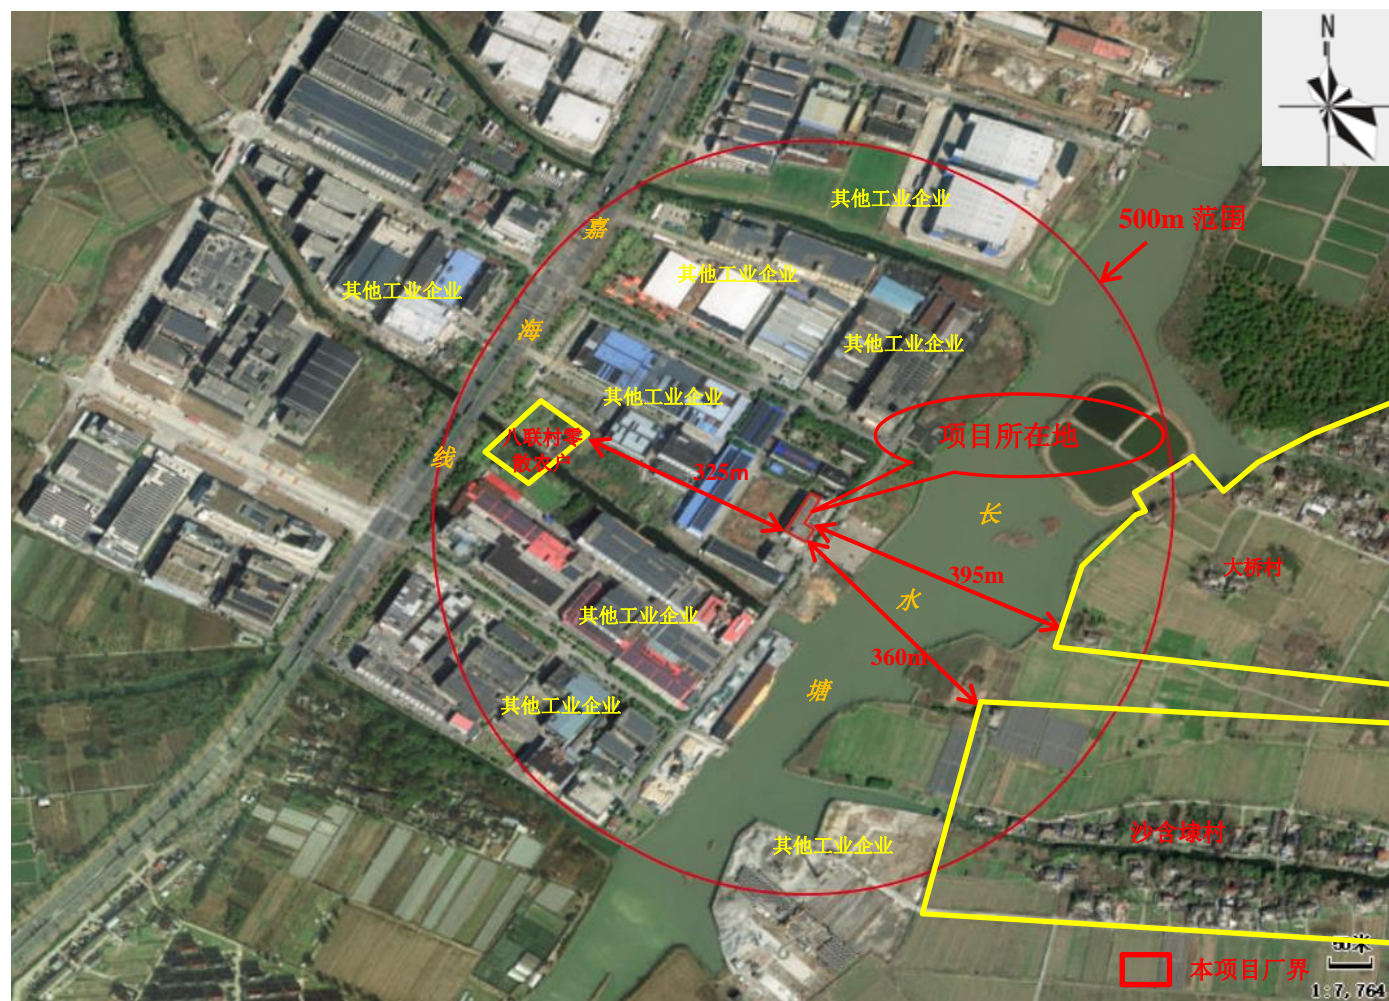 N
其他工业企业
500m 范围
嘉
其他工业企业
其他工业企业
海
其他工业企业
其他工业企业
八联村零
散农户
项目所在地
线
325m
长
大桥村
395m
水
其他工业企业
360m
塘
其他工业企业
沙含埭村
其他工业企业
50米
本项目厂界
1:7,764